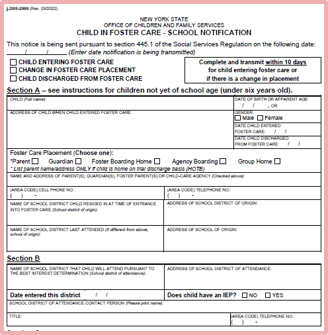 LDSS-2999 (Rev. 05/2022)
NEW YORK STATE
OFFICE OF CHILDREN AND FAMILY SERVICES
CHILD IN FOSTER CARE - SCHOOL NOTIFICATION
This notice is being sent pursuant to section 445.1 of the Social Services Regulation on the following date:
/ / (Enter date notification is being transmitted)
CHILD ENTERING FOSTER CARE
CHANGE IN FOSTER CARE PLACEMENT
CHILD DISCHARGED FROM FOSTER CARE
Complete and transmit within 10 days
for child entering foster care or
if there is a placement
Section A – see instructions for children not yet of school age (under six years old).
CHILD (Full name)
DATE OF BIRTH OR APPARENT AGE:
/ / , OR
ADDRESS OF CHILD WHEN CHILD ENTERED FOSTER CARE:
GENDER
Male Female
DATE CHILD ENTERED
FOSTER CARE: / /
DATE CHILD DISCHARGED
FROM FOSTER CARE / /
Foster Care Placement (Choose one):
*Parent Guardian Foster Boarding Home Agency Boarding Group Home
* List parent name/address ONLY if child is home on trial discharge basis (HOTB)
NAME AND ADDRESS OF PARENT(S), GUARDIAN(S), FOSTER PARENT(S) OR CHILD-CARE AGENCY (Checked above):
(AREA CODE) CELL PHONE NO.:
( ) -
(AREA CODE) TELEPHONE NO.:
( ) -
NAME OF SCHOOL DISTRICT CHILD RESIDED IN AT TIME OF ENTRANCE
INTO FOSTER CARE (School district of origin):
ADDRESS OF SCHOOL DISTRICT OF ORIGIN:
NAME OF SCHOOL DISTRICT LAST ATTENDED (if different from above,
school of origin):
ADDRESS OF SCHOOL OF ORIGIN:
Section B
NAME OF SCHOOL DISTRICT THAT CHILD WILL ATTEND PURSUANT TO
THE BEST INTEREST DETERMINATION (School district of attendance):
ADDRESS OF SCHOOL DISTRICT OF ATTENDANCE:
Date entered this district / /
Does child have an IEP? NO YES
SCHOOL DISTRICT OF ATTENDANCE CONTACT PERSON (Please print name):
TITLE:
(AREA CODE) TELEPHONE NO.:
( ) -